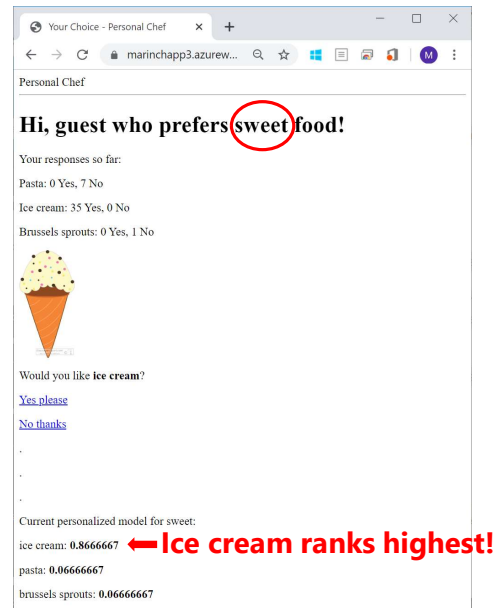 Your Choice - Personal Chef
marinchapp3.azurew...
M
Personal Chef
Hi, guest who prefers sweet food!
Your responses so far:
Pasta: 0 Yes, 7 No
Ice cream: 35 Yes, 0 No
Brussels sprouts: 0 Yes, 1 No
Would you like ice cream?
Yes please
No thanks
.
.
.
Current personalized model for sweet:
ice cream: 0.8666667 Ice cream ranks highest!
pasta: 0.06666667
brussels sprouts: 0.06666667